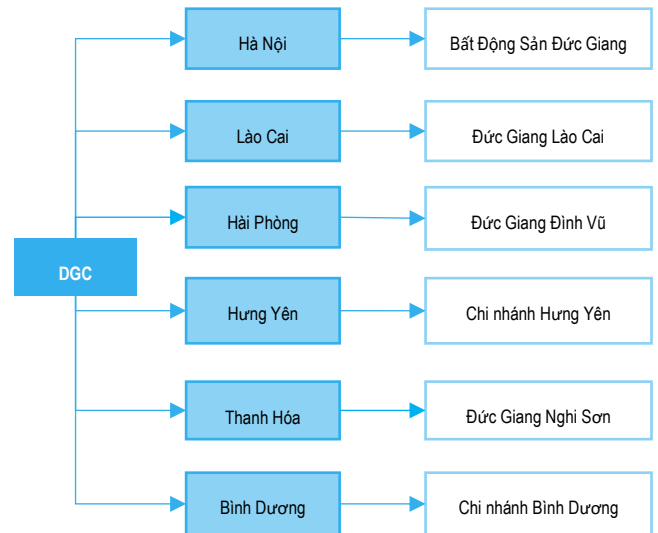 Hà Nội
Bất Động Sản Đức Giang
Lào Cai
Đức Giang Lào Cai
Hải Phòng
Đức Giang Đình Vũ
DGC
Hưng Yên
Chi nhánh Hưng Yên
Thanh Hóa
Đức Giang Nghi Sơn
Bình Dương
Chi nhánh Bình Dương